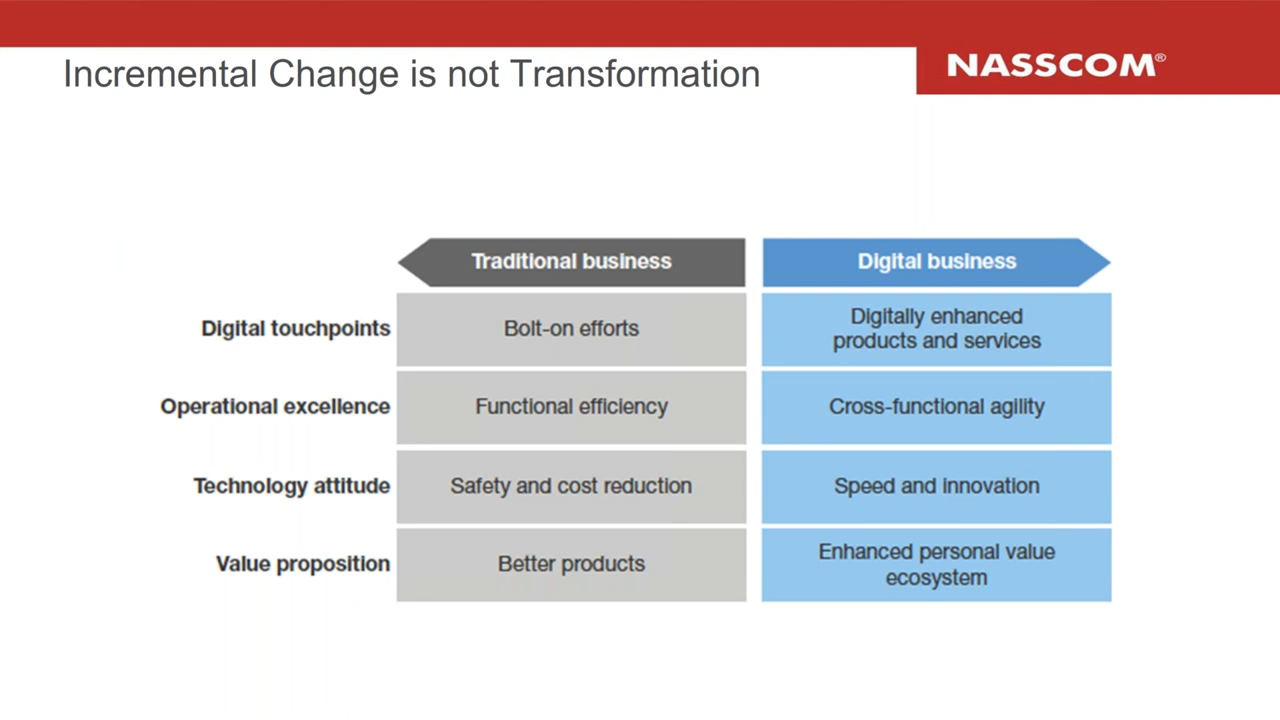 Incremental Change is not Transformation
NASSCOM®
Traditional business
Digital business
Digital touchpoints
Bolt-on efforts
Digitally enhanced
products and services
Operational excellence
Functional efficiency
Cross-functional agility
Technology attitude
Safety and cost reduction
Speed and innovation
Value proposition
Better products
Enhanced personal value
ecosystem